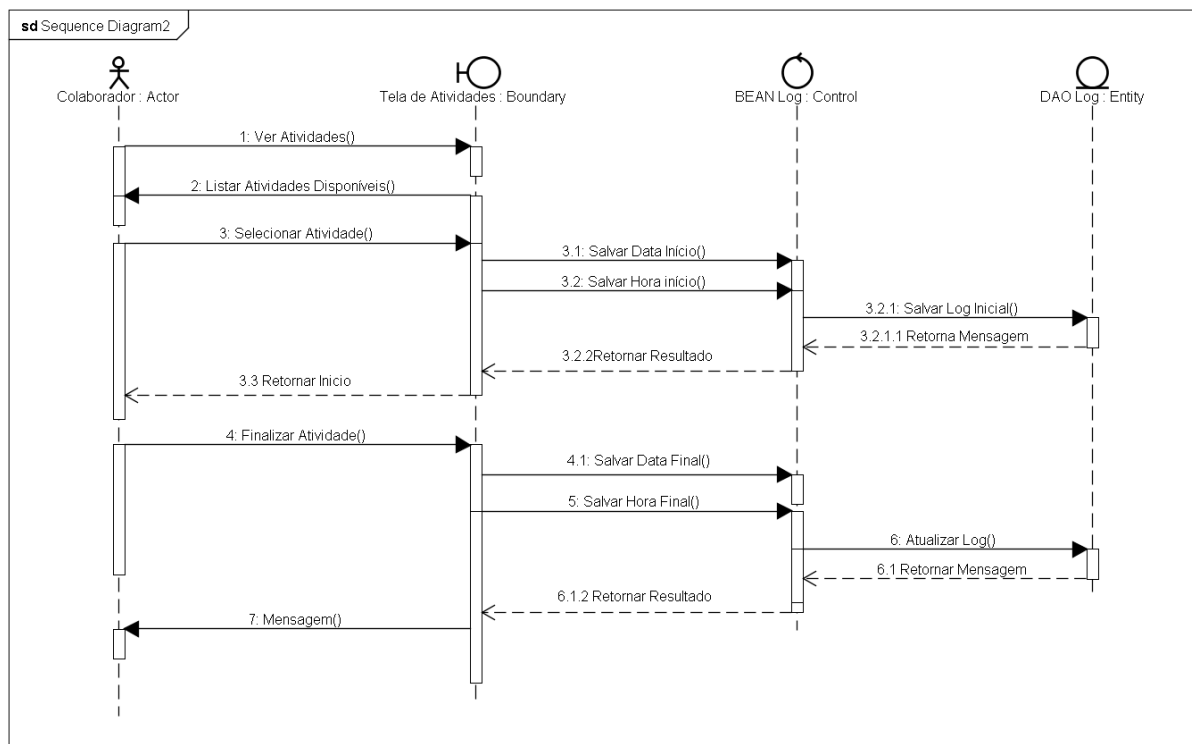 sd Sequence Diagram2
Colaborador : Actor
Tela de Atividades : Boundary
BEAN Log : Control
DAO Log : Entity
1: Ver Atividades()
2: Listar Atividades Disponíveis()
3: Selecionar Atividade()
3.1: Salvar Data Início()
3.2: Salvar Hora início()
3.2.1: Salvar Log Inicial()
3.2.1.1 Retorna Mensagem
3.2.2Retornar Resultado
3.3 Retornar Inicio
4: Finalizar Atividade()
4.1: Salvar Data Final()
5: Salvar Hora Final()
6: Atualizar Log()
6.1 Retornar Mensagem
6.1.2 Retornar Resultado
7: Mensagem()